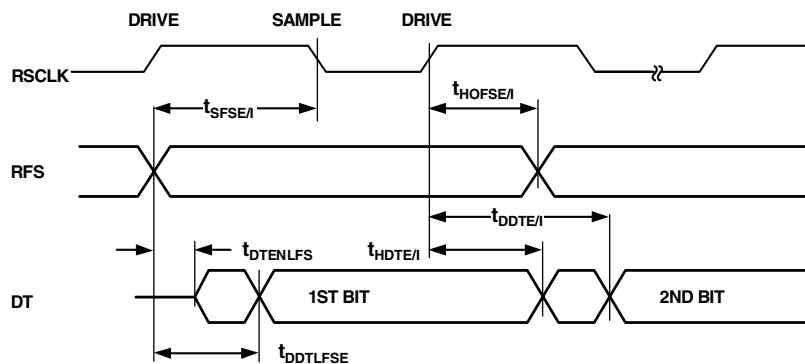 DRIVE SAMPLE DRIVE
RSCLK
tSFSE/I
tHOFSE/I
RFS
tDDTE/I
tDTENLFS
tHDTE/I
DT
1ST BIT
2ND BIT
tDDTLFSE